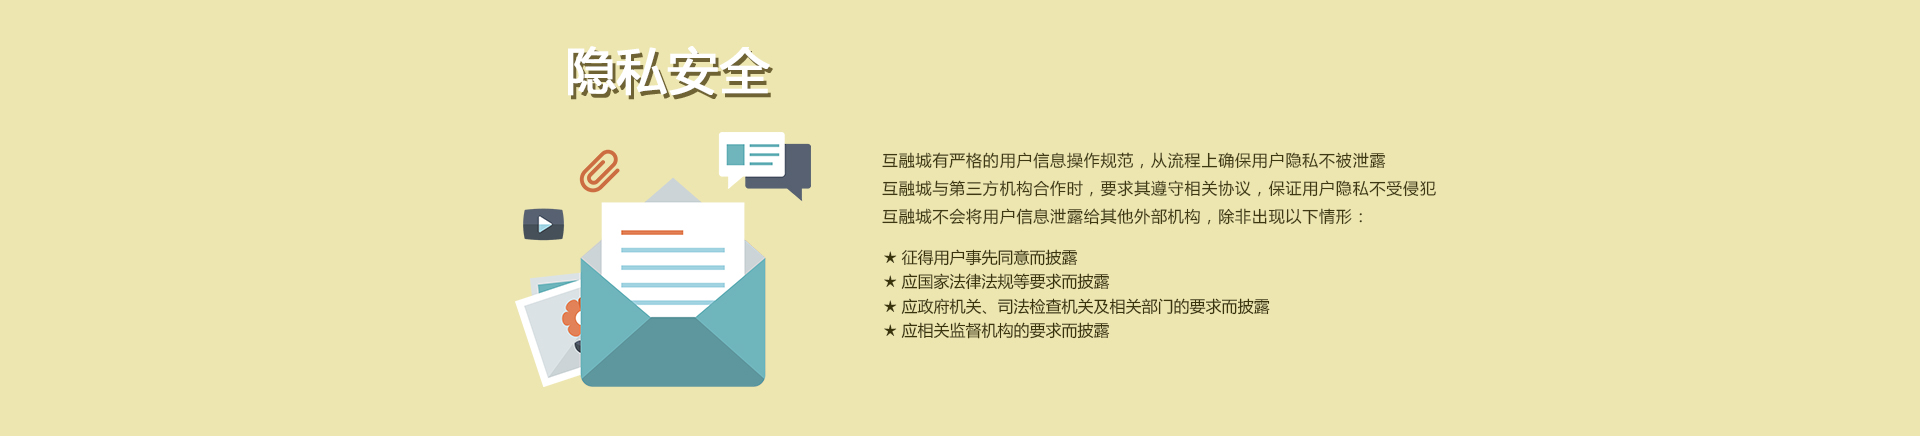 隐私安全
互融城有严格的用户信息操作规范，从流程上确保用户隐私不被泄露
互融城与第三方机构合作时，要求其遵守相关协议，保证用户隐私不受侵犯
互融城不会将用户信息泄露给其他外部机构，除非出现以下情形：
★ 征得用户事先同意而披露
★ 应国家法律法规等要求而披露
★ 应政府机关、司法检查机关及相关部门的要求而披露
★ 应相关监督机构的要求而披露